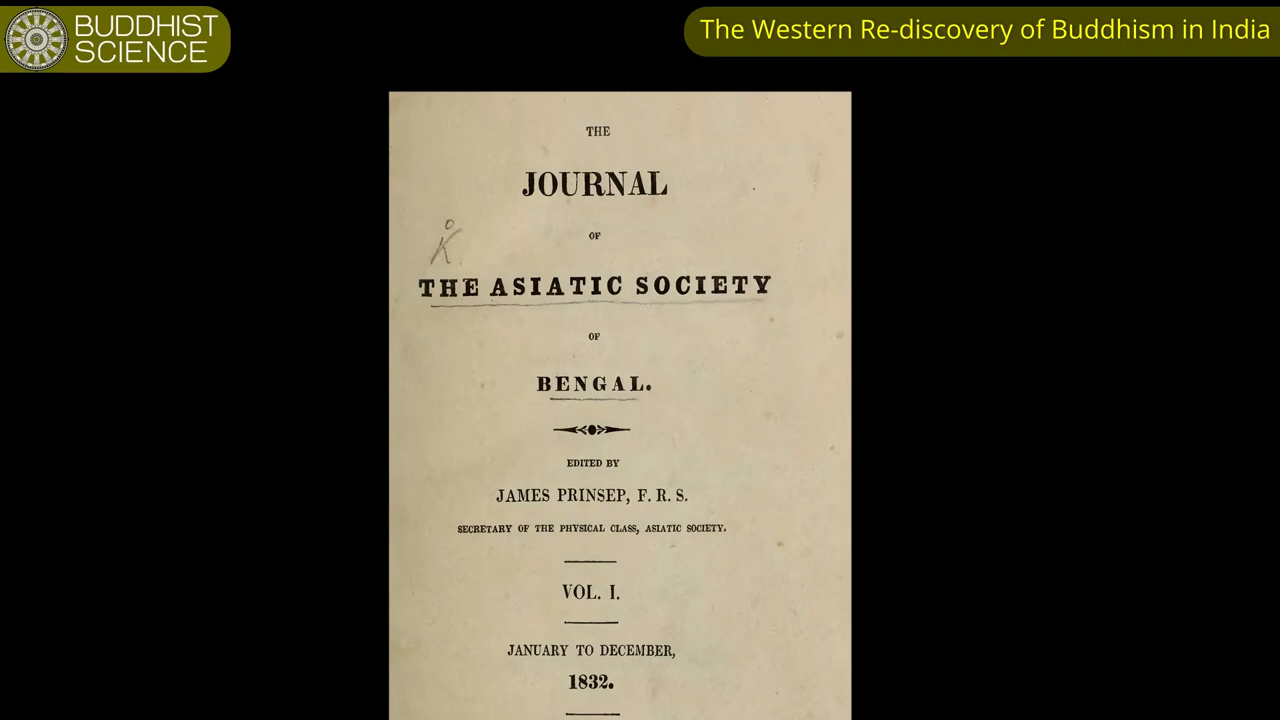 BUDDHIST
SCIENCE
The Western Re-discovery of Buddhism in India
THE
JOURNAL
OF
K
THE ASIATIC SOCIETY
OF
BENGAL.
EDITED BY
JAMES PRINSEP, F. R. S.
SECRETARY OF THE PHYSICAL CLASS, ASIATIC SOCIETY.
VOL. I.
JANUARY TO DECEMBER,
1832.